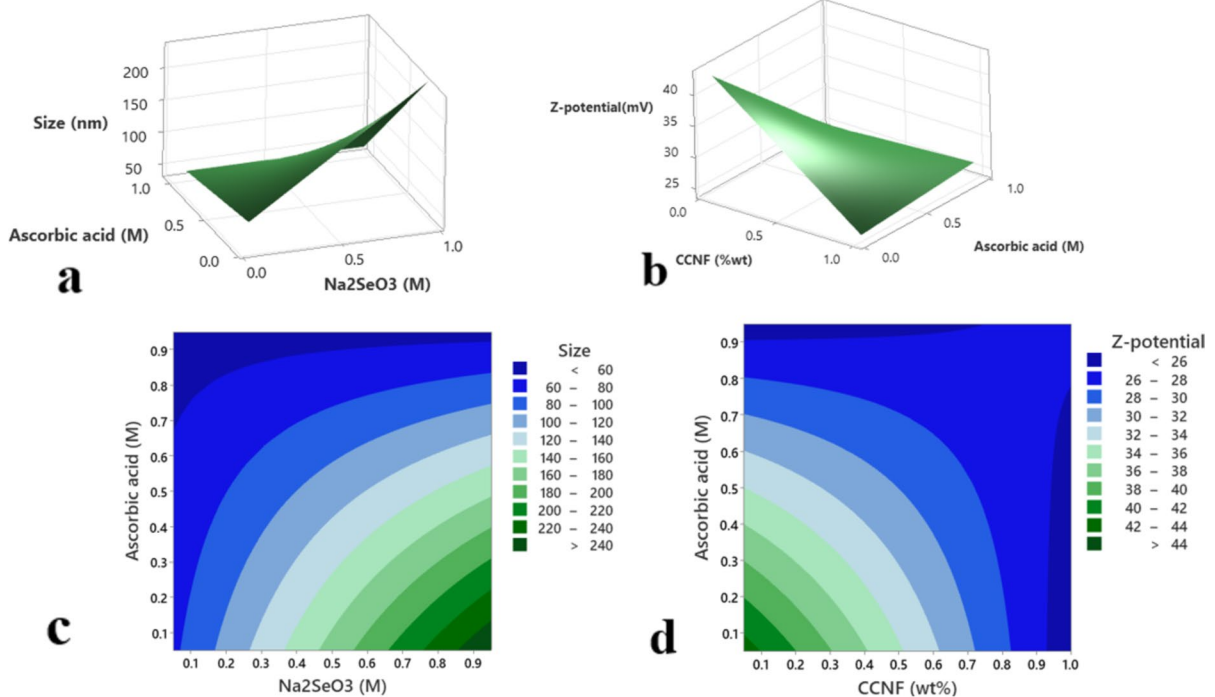 200
150
Size (nm)
100
50
1.0
Ascorbic acid (M)
0.5
0.0
0.0
0.5
1.0
Na2SeO3 (M)
a
40
Z-potential(mV)
35
30
25
0.0
0.5
1.0
CCNF (%wt)
0.0
0.5
1.0
Ascorbic acid (M)
b
Ascorbic acid (M)
0.9
0.8
0.7
0.6
0.5
0.4
0.3
0.2
0.1
0.1 0.2 0.3 0.4 0.5 0.6 0.7 0.8 0.9
Na2SeO3 (M)
Size
< 60
60 – 80
80 – 100
100 – 120
120 – 140
140 – 160
160 – 180
180 – 200
200 – 220
220 – 240
> 240
c
Ascorbic acid (M)
0.9
0.8
0.7
0.6
0.5
0.4
0.3
0.2
0.1
0.1 0.2 0.3 0.4 0.5 0.6 0.7 0.8 0.9 1.0
CCNF (wt%)
Z-potential
< 26
26 – 28
28 – 30
30 – 32
32 – 34
34 – 36
36 – 38
38 – 40
40 – 42
42 – 44
> 44
d